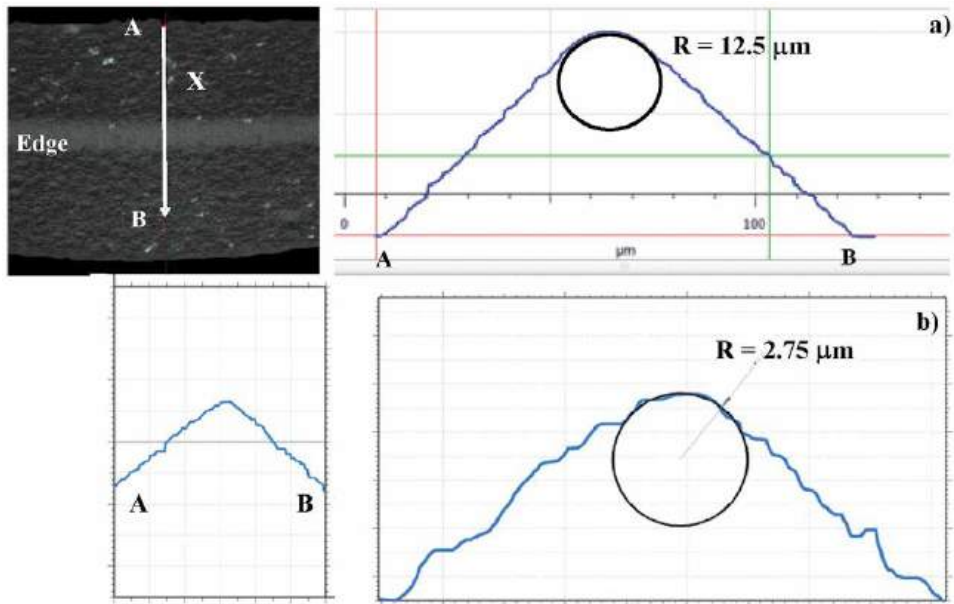 A
X
Edge
B
a)
R = 12.5 μm
0
100
μm
A
B
A
B
b)
R = 2.75 μm